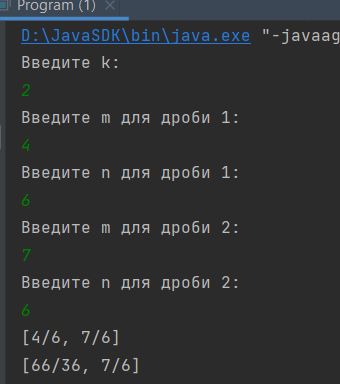 Program (1) ×
D:\JavaSDK\bin\java.exe "-javaag
Введите k:
2
Введите m для дроби 1:
4
Введите n для дроби 1:
6
Введите m для дроби 2:
7
Введите n для дроби 2:
6
[4/6, 7/6]
[66/36, 7/6]